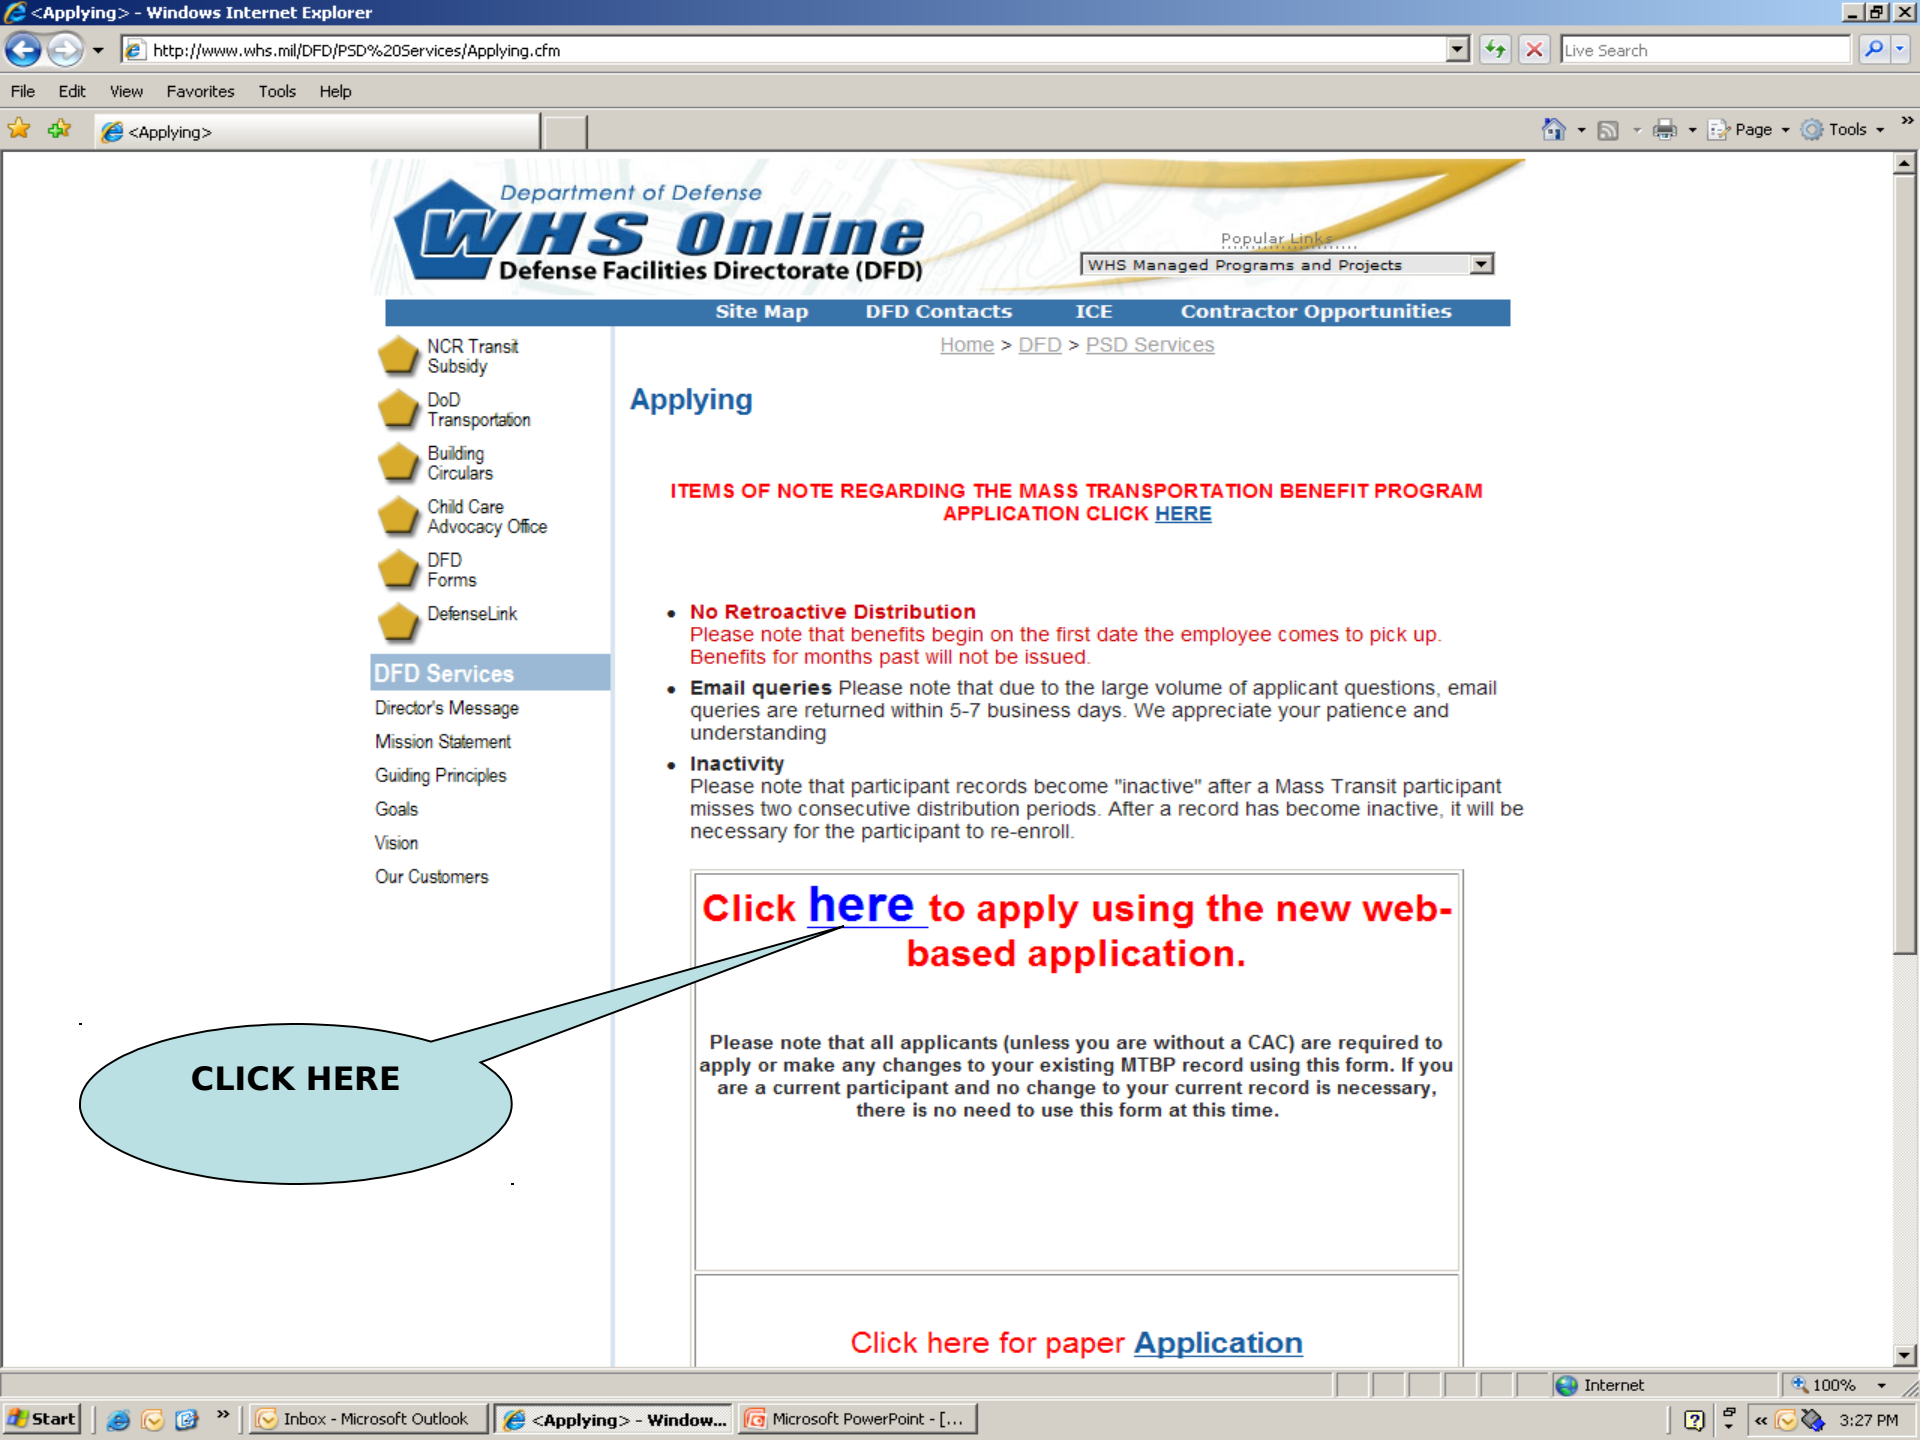 <Applying> - Windows Internet Explorer
http://www.whs.mil/DFD/PSD%20Services/Applying.cfm
Live Search
File Edit View Favorites Tools Help
<Applying>
Page Tools »
Department of Defense
WHS Online
Defense Facilities Directorate (DFD)
Popular Links
WHS Managed Programs and Projects
Site Map DFD Contacts ICE Contractor Opportunities
NCR Transit
Subsidy
DoD
Transportation
Building
Circulars
Child Care
Advocacy Office
DFD
Forms
DefenseLink
DFD Services
Director's Message
Mission Statement
Guiding Principles
Goals
Vision
Our Customers
Home > DFD > PSD Services
Applying
ITEMS OF NOTE REGARDING THE MASS TRANSPORTATION BENEFIT PROGRAM
APPLICATION CLICK HERE
• No Retroactive Distribution
Please note that benefits begin on the first date the employee comes to pick up.
Benefits for months past will not be issued.
• Email queries Please note that due to the large volume of applicant questions, email
queries are returned within 5-7 business days. We appreciate your patience and
understanding
• Inactivity
Please note that participant records become "inactive" after a Mass Transit participant
misses two consecutive distribution periods. After a record has become inactive, it will be
necessary for the participant to re-enroll.
Click here to apply using the new web-
based application.
Please note that all applicants (unless you are without a CAC) are required to
apply or make any changes to your existing MTBP record using this form. If you
are a current participant and no change to your current record is necessary,
there is no need to use this form at this time.
CLICK HERE
Click here for paper Application
Internet 100%
Start » Inbox - Microsoft Outlook <Applying> - Window... Microsoft PowerPoint - [... « 3:27 PM